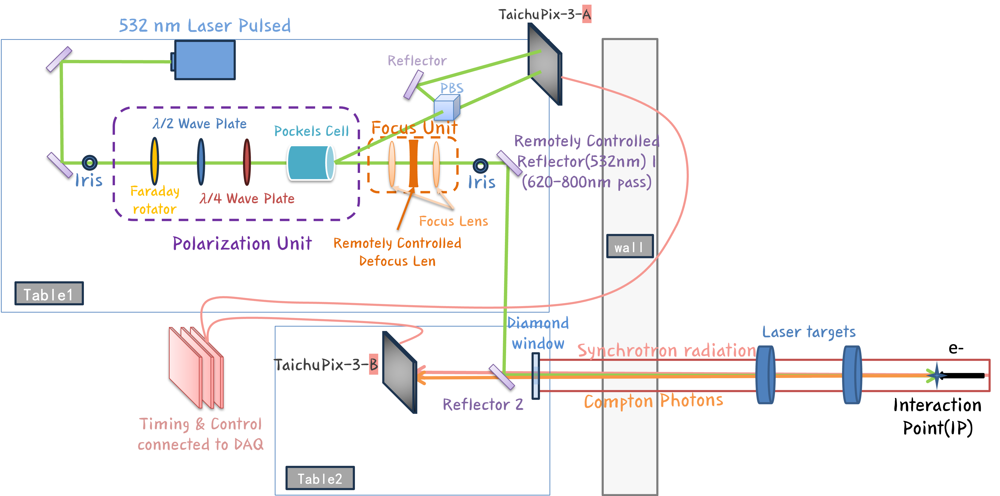 TaichuPix-3-A
532 nm Laser Pulsed
Reflector
PBS
λ/2 Wave Plate
Pockels Cell
Focus Unit
Remotely Controlled
Reflector(532nm) 1
(620-800nm pass)
Iris
Iris
Faraday
rotator
λ/4 Wave Plate
Focus Lens
Polarization Unit
Remotely Controlled
Defocus Len
wall
Table1
Diamond
window
Laser targets
Synchrotron radiation
e-
TaichuPix-3-B
Reflector 2
Compton Photons
Interaction
Point(IP)
Timing & Control
connected to DAQ
Table2